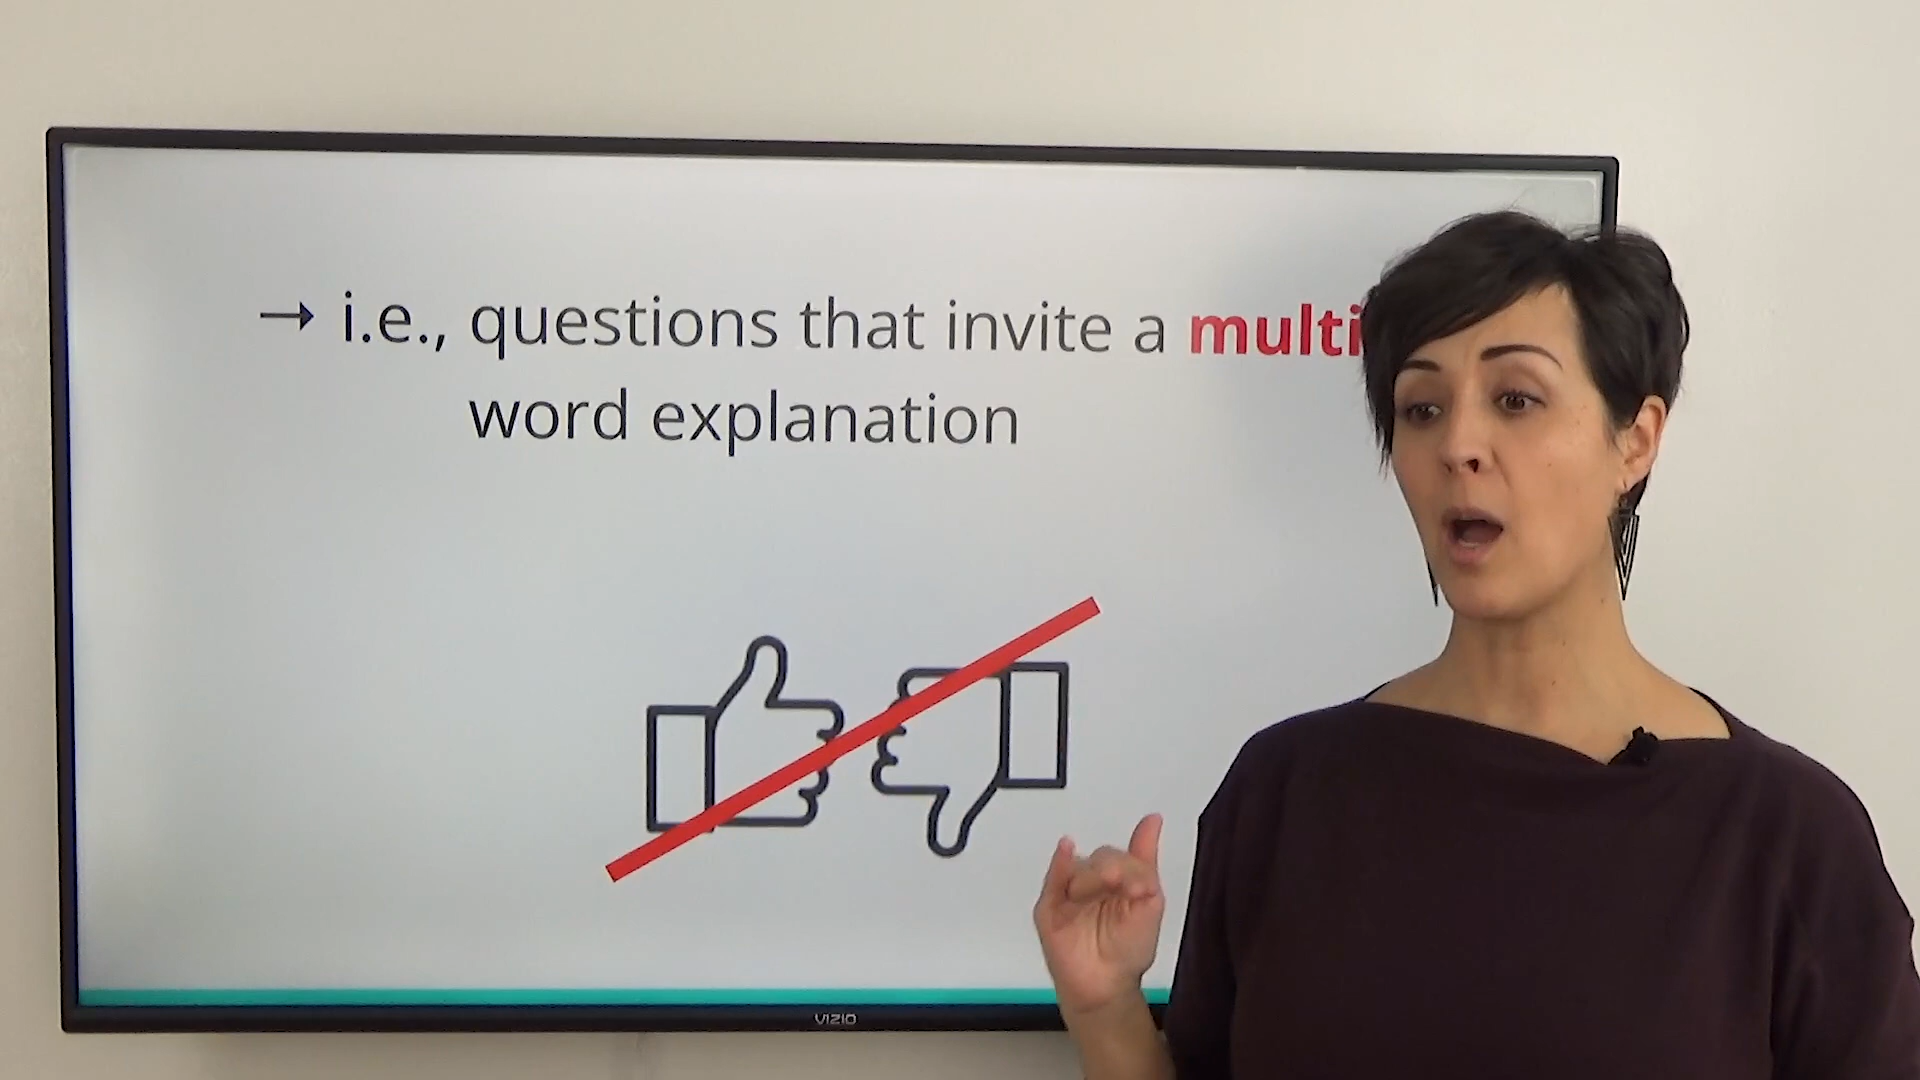 → i.e., questions that invite a multi
word explanation
VIZIO